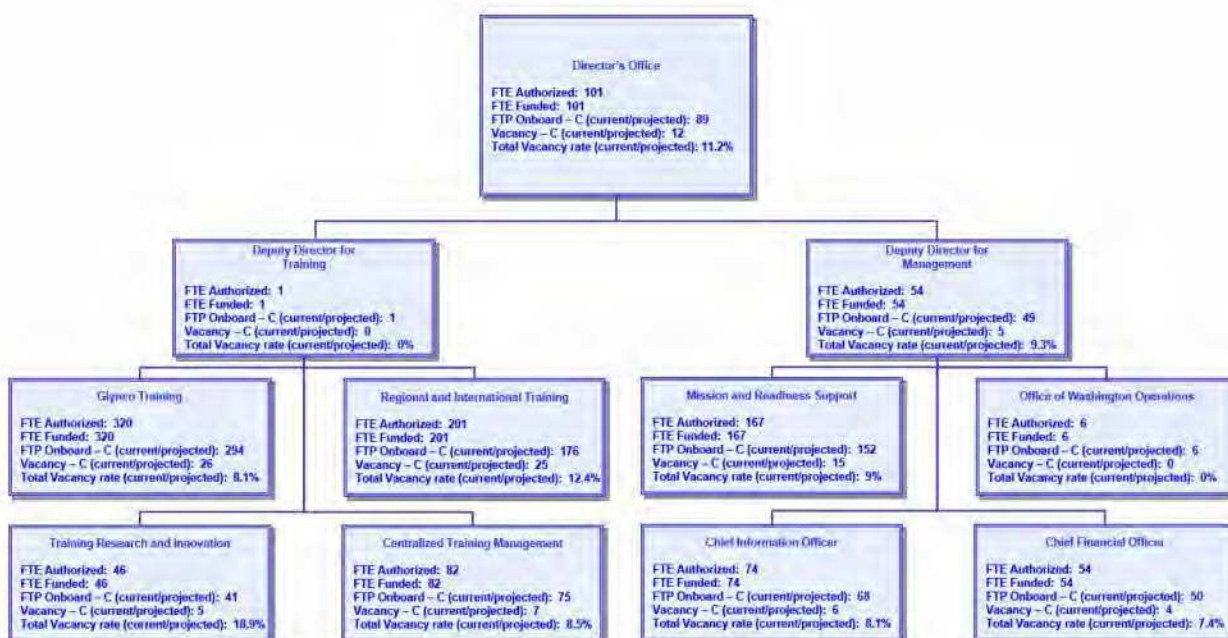 Director's Office
FTE Authorized: 101
FTE Funded: 101
FTP Onboard – C (current/projected): 89
Vacancy – C (current/projected): 12
Total Vacancy rate (current/projected): 11.2%
Deputy Director for
Training
FTE Authorized: 1
FTE Funded: 1
FTP Onboard – C (current/projected): 1
Vacancy – C (current/projected): 0
Total Vacancy rate (current/projected): 0%
Deputy Director for
Management
FTE Authorized: 54
FTE Funded: 54
FTP Onboard – C (current/projected): 49
Vacancy – C (current/projected): 5
Total Vacancy rate (current/projected): 9.3%
Glynco Training
FTE Authorized: 320
FTE Funded: 320
FTP Onboard – C (current/projected): 294
Vacancy – C (current/projected): 26
Total Vacancy rate (current/projected): 8.1%
Regional and International Training
FTE Authorized: 201
FTE Funded: 201
FTP Onboard – C (current/projected): 176
Vacancy – C (current/projected): 25
Total Vacancy rate (current/projected): 12.4%
Mission and Readiness Support
FTE Authorized: 167
FTE Funded: 167
FTP Onboard – C (current/projected): 152
Vacancy – C (current/projected): 15
Total Vacancy rate (current/projected): 9%
Office of Washington Operations
FTE Authorized: 6
FTE Funded: 6
FTP Onboard – C (current/projected): 6
Vacancy – C (current/projected): 0
Total Vacancy rate (current/projected): 0%
Training Research and Innovation
FTE Authorized: 46
FTE Funded: 46
FTP Onboard – C (current/projected): 41
Vacancy – C (current/projected): 5
Total Vacancy rate (current/projected): 10.9%
Centralized Training Management
FTE Authorized: 82
FTE Funded: 82
FTP Onboard – C (current/projected): 75
Vacancy – C (current/projected): 7
Total Vacancy rate (current/projected): 8.5%
Chief Information Officer
FTE Authorized: 74
FTE Funded: 74
FTP Onboard – C (current/projected): 68
Vacancy – C (current/projected): 6
Total Vacancy rate (current/projected): 8.1%
Chief Financial Officer
FTE Authorized: 54
FTE Funded: 54
FTP Onboard – C (current/projected): 50
Vacancy – C (current/projected): 4
Total Vacancy rate (current/projected): 7.4%